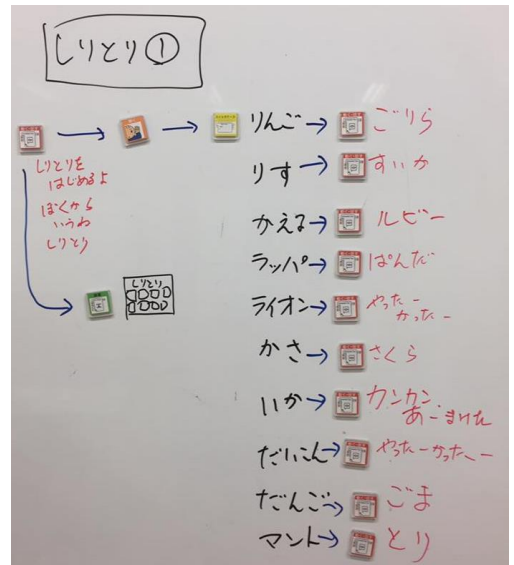 しりとり①
しりとりを
はじめるよ
ぼくから
いうね
しりとり
しりとり
りんご→ ごりら
りす→ すいか
かえる→ ルビー
ラッパ→ ぱんだ
ライオン→ やったー
かったー
かさ→ さくら
いか→ カンカン
あーまけた
だいこん→ やったーかったー
だんご→ ごま
マント→ とり